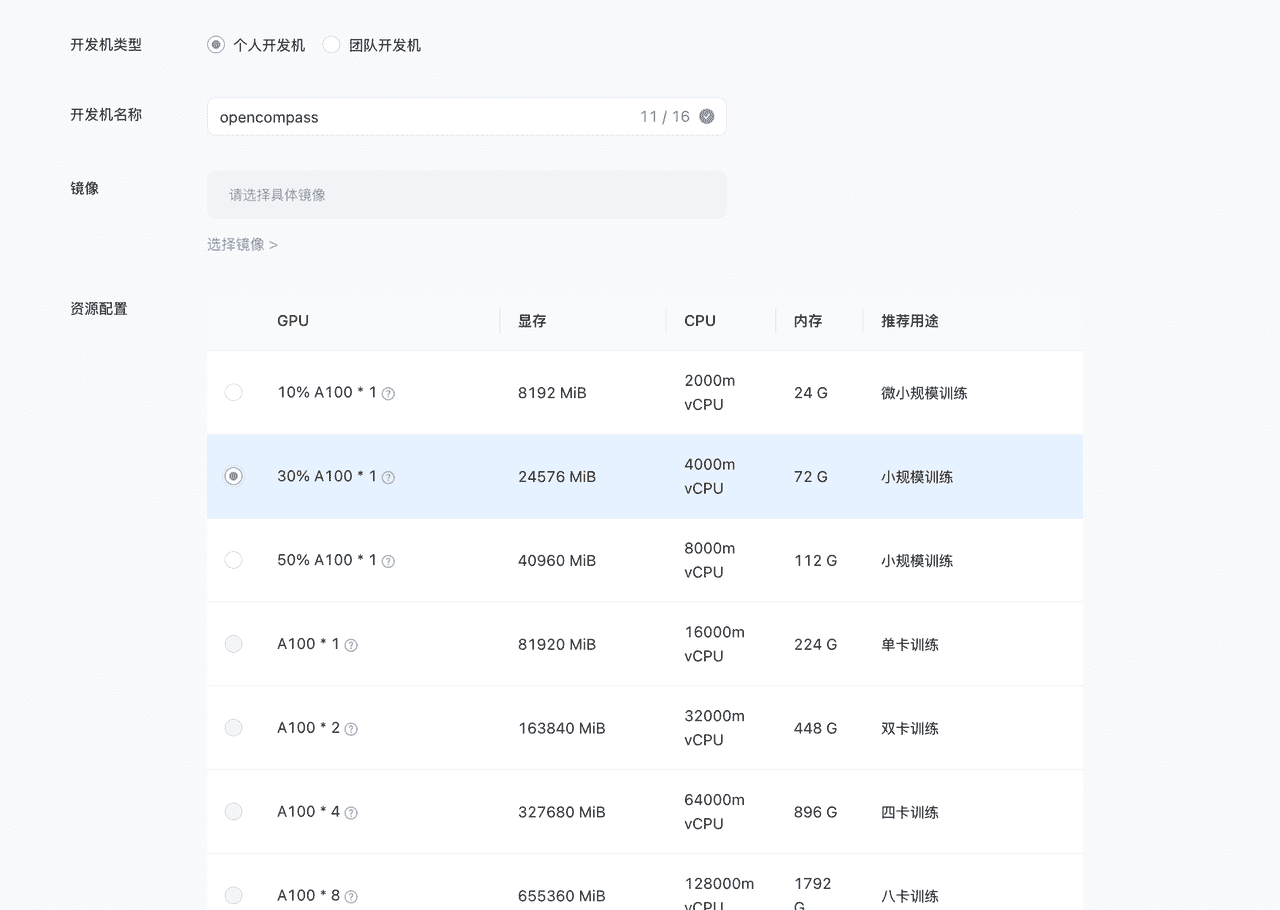 开发机类型 个人开发机 团队开发机
开发机名称 opencompass 11 / 16
镜像 请选择具体镜像
选择镜像 >
资源配置
GPU 显存 CPU 内存 推荐用途
10% A100 * 1 ? 8192 MiB 2000m vCPU 24 G 微小规模训练
30% A100 * 1 ? 24576 MiB 4000m vCPU 72 G 小规模训练
50% A100 * 1 ? 40960 MiB 8000m vCPU 112 G 小规模训练
A100 * 1 ? 81920 MiB 16000m vCPU 224 G 单卡训练
A100 * 2 ? 163840 MiB 32000m vCPU 448 G 双卡训练
A100 * 4 ? 327680 MiB 64000m vCPU 896 G 四卡训练
A100 * 8 ? 655360 MiB 128000m vCPU 1792 G 八卡训练